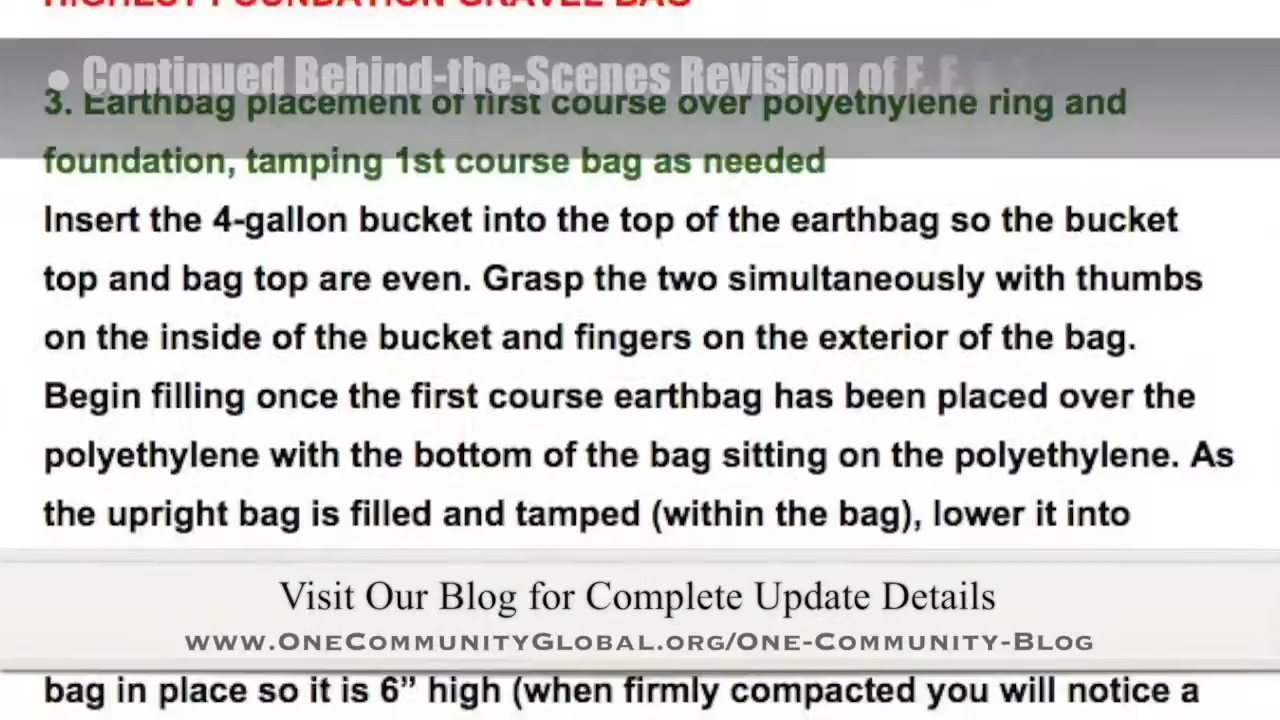 HIGHEST FOUNDATION GRAVEL BAG
● Continued Behind-the-Scenes Revision of
3. Earthbag placement of first course over polyethylene ring and
foundation, tamping 1st course bag as needed
Insert the 4-gallon bucket into the top of the earthbag so the bucket
top and bag top are even. Grasp the two simultaneously with thumbs
on the inside of the bucket and fingers on the exterior of the bag.
Begin filling once the first course earthbag has been placed over the
polyethylene with the bottom of the bag sitting on the polyethylene. As
the upright bag is filled and tamped (within the bag), lower it into
Visit Our Blog for Complete Update Details
www.OneCommunityGlobal.org/One-Community-Blog
bag in place so it is 6” high (when firmly compacted you will notice a